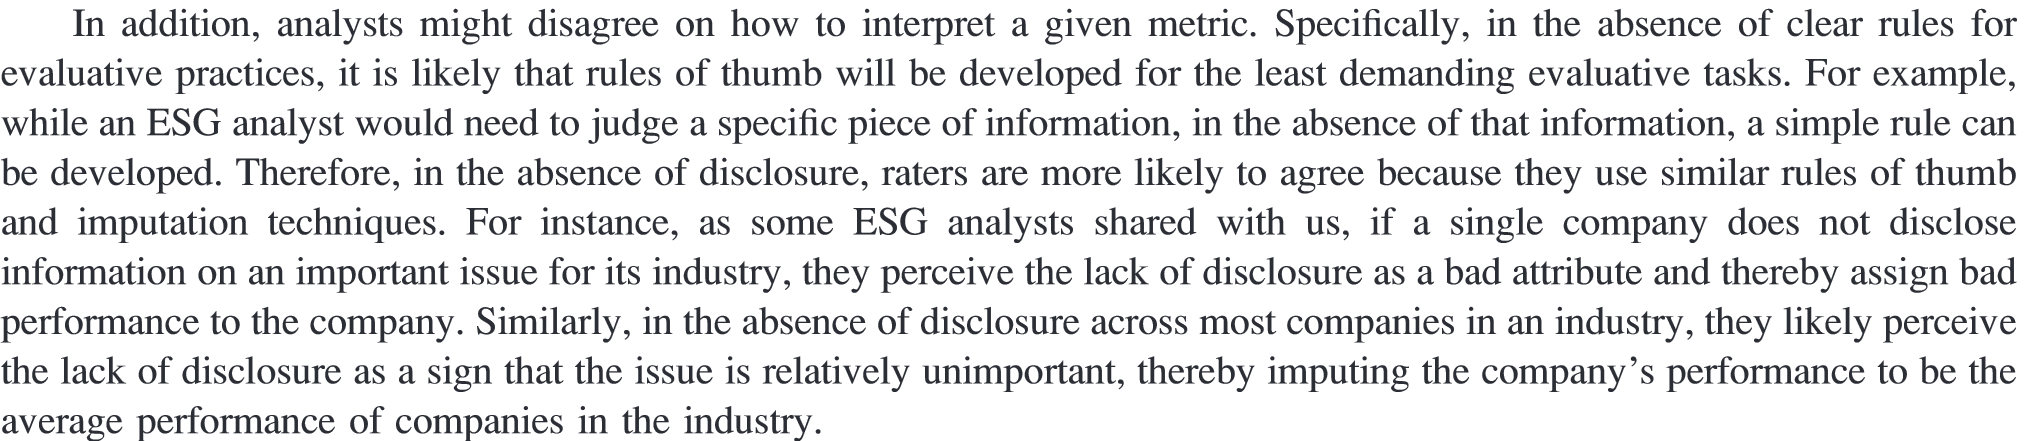 In addition, analysts might disagree on how to interpret a given metric. Specifically, in the absence of clear rules for
evaluative practices, it is likely that rules of thumb will be developed for the least demanding evaluative tasks. For example,
while an ESG analyst would need to judge a specific piece of information, in the absence of that information, a simple rule can
be developed. Therefore, in the absence of disclosure, raters are more likely to agree because they use similar rules of thumb
and imputation techniques. For instance, as some ESG analysts shared with us, if a single company does not disclose
information on an important issue for its industry, they perceive the lack of disclosure as a bad attribute and thereby assign bad
performance to the company. Similarly, in the absence of disclosure across most companies in an industry, they likely perceive
the lack of disclosure as a sign that the issue is relatively unimportant, thereby imputing the company’s performance to be the
average performance of companies in the industry.